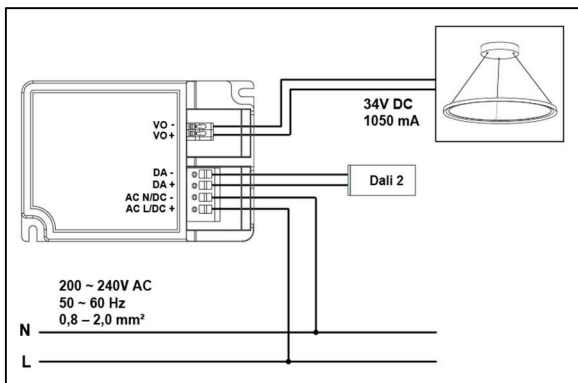 VO -
VO +
34V DC
1050 mA
DA -
DA +
AC N/DC -
AC L/DC +
Dali 2
200 ~ 240V AC
50 ~ 60 Hz
0,8 – 2,0 mm²
N
L